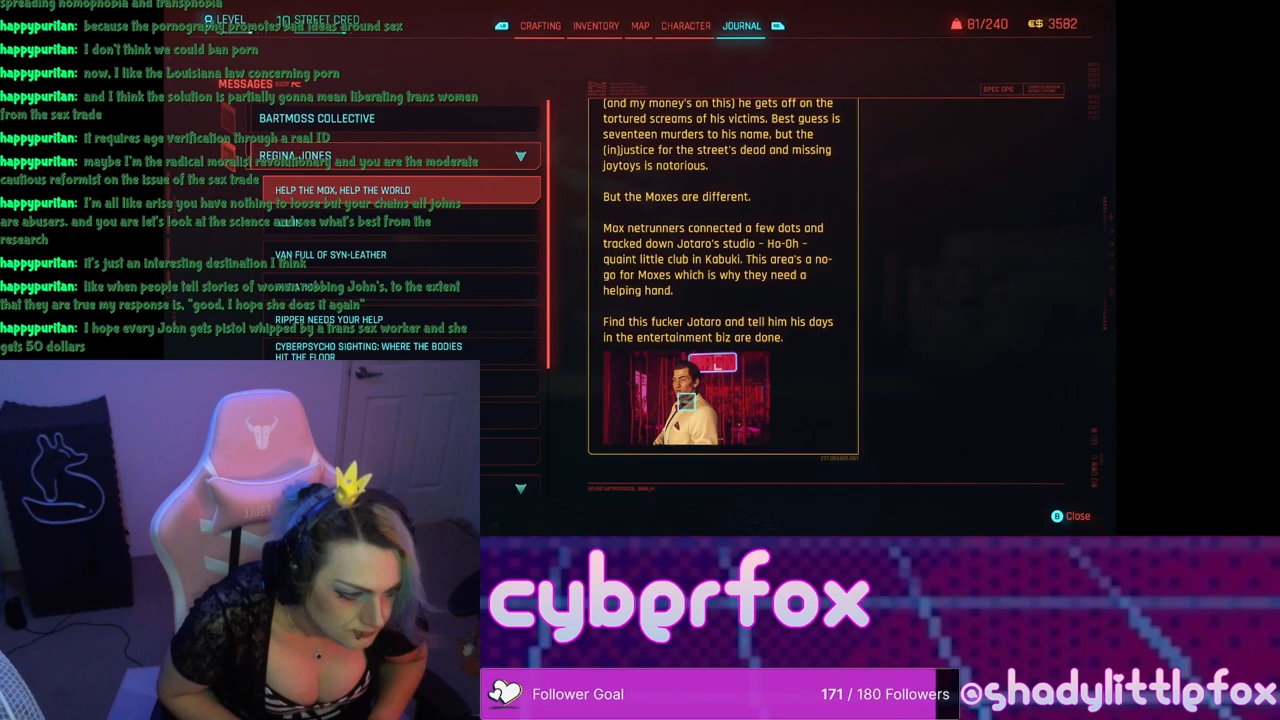 spreading homophobia and transphobia
LEVEL
10 STREET CRED
CRAFTING
INVENTORY
MAP
CHARACTER
JOURNAL
81/240
€$ 3582
happypuritan: because the pornography promotes bad ideas around sex
happypuritan: I don't think we could ban porn
happypuritan: now, I like the Louisiana law concerning porn
MESSAGES
happypuritan: and I think the solution is partially gonna mean liberating trans women
from the sex trade
happypuritan: it requires age verification through a real ID
happypuritan: maybe I'm the radical moralist revolutionary and you are the moderate
cautious reformist on the issue of the sex trade
happypuritan: I'm all like arise you have nothing to loose but your chains all johns
are abusers. and you are let's look at the science and see what's best from the
research
happypuritan: it's just an interesting destination I think
happypuritan: like when people tell stories of women robbing John's, to the extent
that they are true my response is, "good, I hope she does it again"
happypuritan: I hope every John gets pistol whipped by a trans sex worker and she
gets 50 dollars
BARTMOSS COLLECTIVE
REGINA JONES
HELP THE MOX, HELP THE WORLD
VAN FULL OF SYN-LEATHER
RIPPER NEEDS YOUR HELP
CYBERPSYCHO SIGHTING: WHERE THE BODIES
HIT THE FLOOR
SPEC OPS
(and my money's on this) he gets off on the
tortured screams of his victims. Best guess is
seventeen murders to his name, but the
(in)justice for the street's dead and missing
joytoys is notorious.
But the Moxes are different.
Mox netrunners connected a few dots and
tracked down Jotaro's studio - Ho-Oh -
quaint little club in Kabuki. This area's a no-
go for Moxes which is why they need a
helping hand.
Find this fucker Jotaro and tell him his days
in the entertainment biz are done.
B Close
cyberfox
Follower Goal
171 / 180 Followers
@shadylittlefox